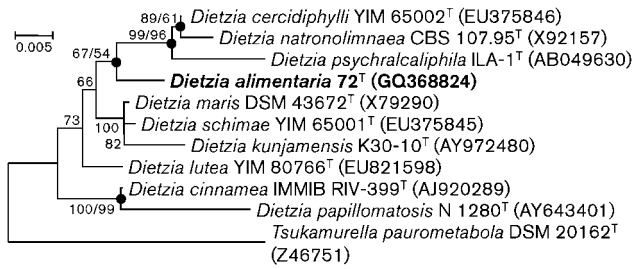 89/61
Dietzia cercidiphylli YIM 65002ᵀ (EU375846)
0.005
99/96
Dietzia natronolimnaea CBS 107.95ᵀ (X92157)
67/54
Dietzia psychralcaliphila ILA-1ᵀ (AB049630)
Dietzia alimentaria 72ᵀ (GQ368824)
66
Dietzia maris DSM 43672ᵀ (X79290)
73
100
Dietzia schimae YIM 65001ᵀ (EU375845)
82
Dietzia kunjamensis K30-10ᵀ (AY972480)
Dietzia lutea YIM 80766ᵀ (EU821598)
Dietzia cinnamea IMMIB RIV-399ᵀ (AJ920289)
100/99
Dietzia papillomatosis N 1280ᵀ (AY643401)
Tsukamurella paurometabola DSM 20162ᵀ
(Z46751)